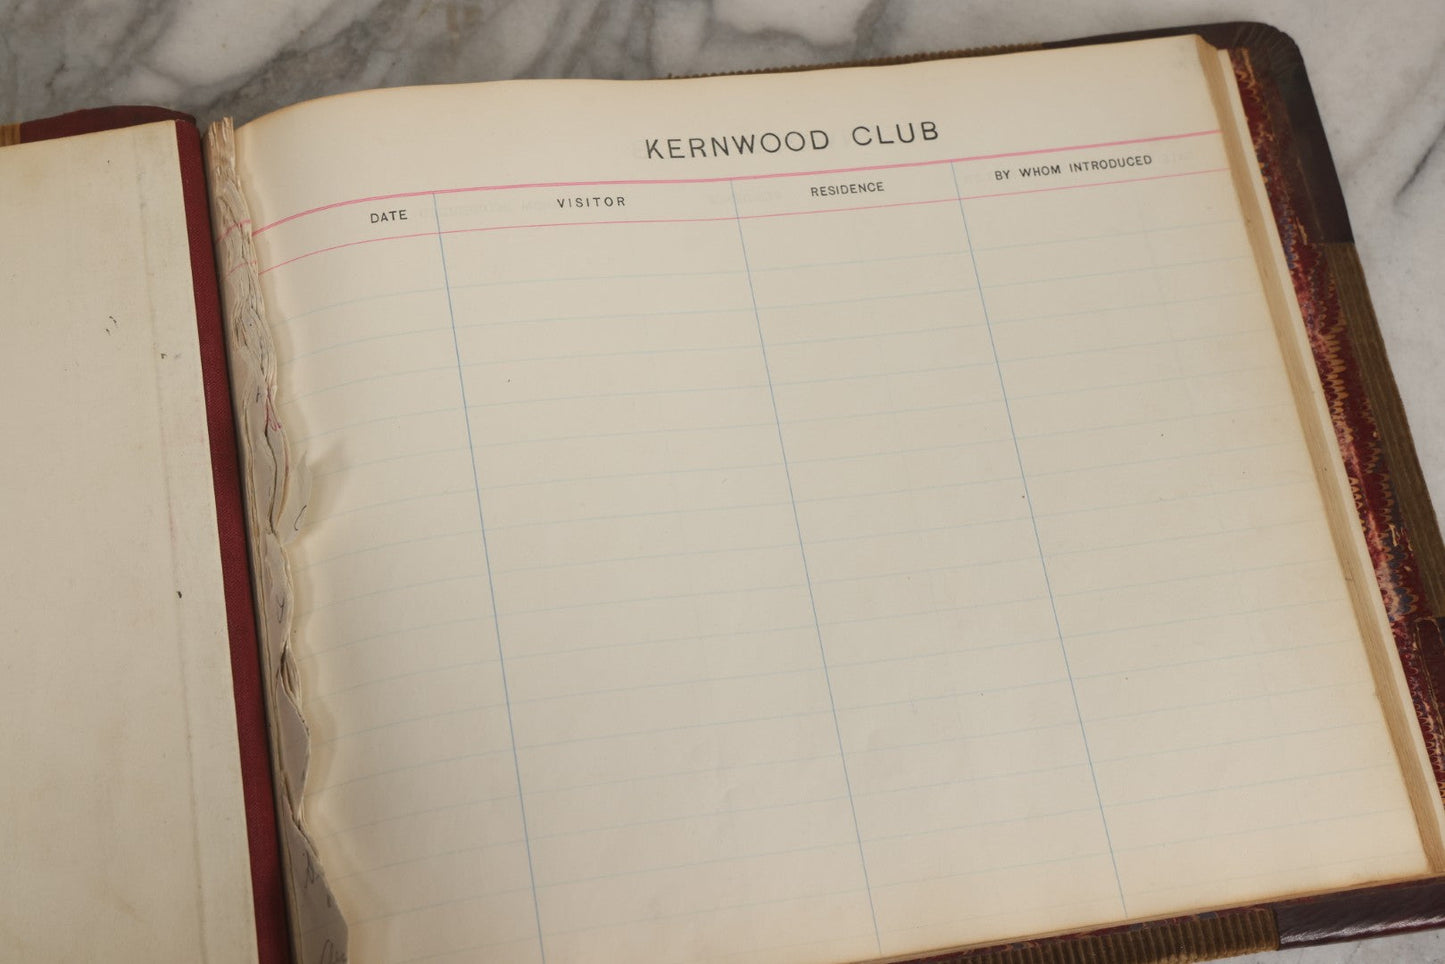 KERNWOOD CLUB
DATE VISITOR RESIDENCE BY WHOM INTRODUCED